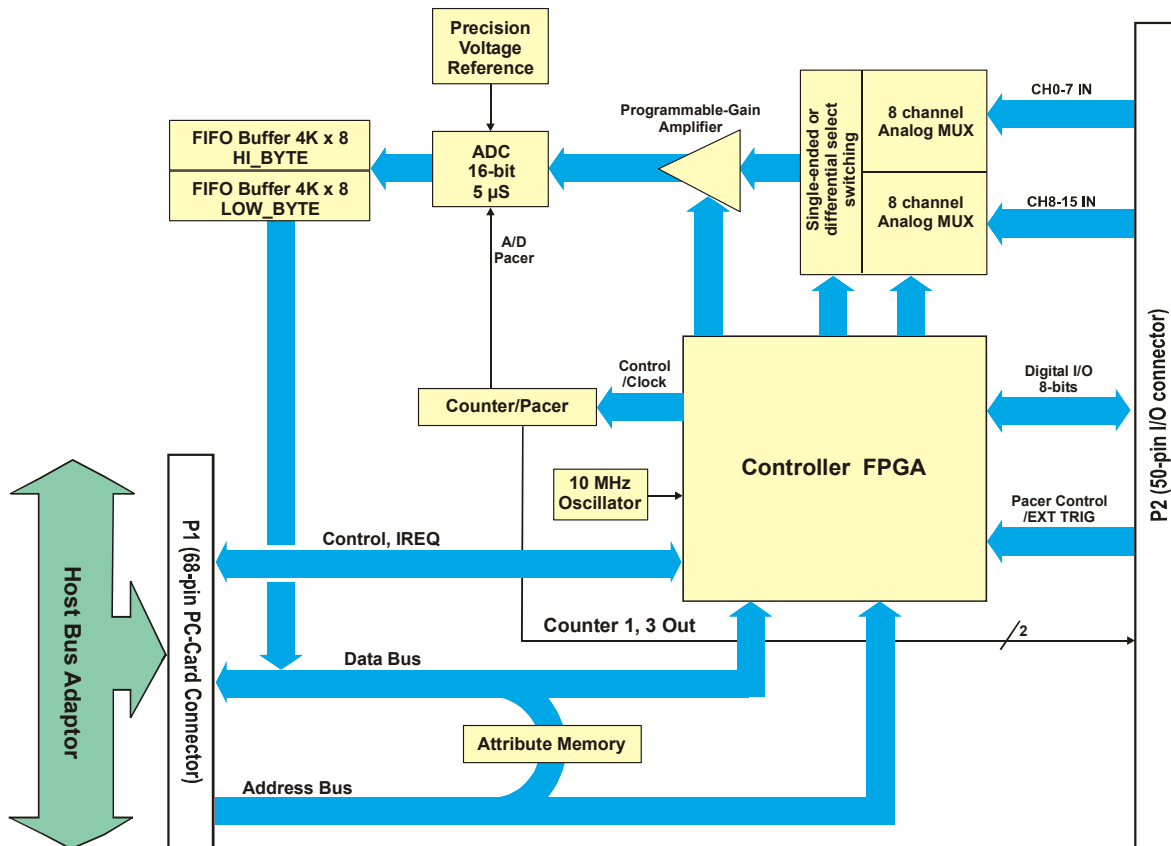 Precision
Voltage
Reference
Programmable-Gain
Amplifier
FIFO Buffer 4K x 8
HI_BYTE
FIFO Buffer 4K x 8
LOW_BYTE
ADC
16-bit
5 µS
Single-ended or
differential select
switching
8 channel
Analog MUX
8 channel
Analog MUX
CH0-7 IN
CH8-15 IN
A/D
Pacer
Control
/Clock
Counter/Pacer
Controller FPGA
10 MHz
Oscillator
Digital I/O
8-bits
Pacer Control
/EXT TRIG
P2 (50-pin I/O connector)
Host Bus Adaptor
P1 (68-pin PC-Card Connector)
Control, IREQ
Counter 1, 3 Out
2
Data Bus
Attribute Memory
Address Bus